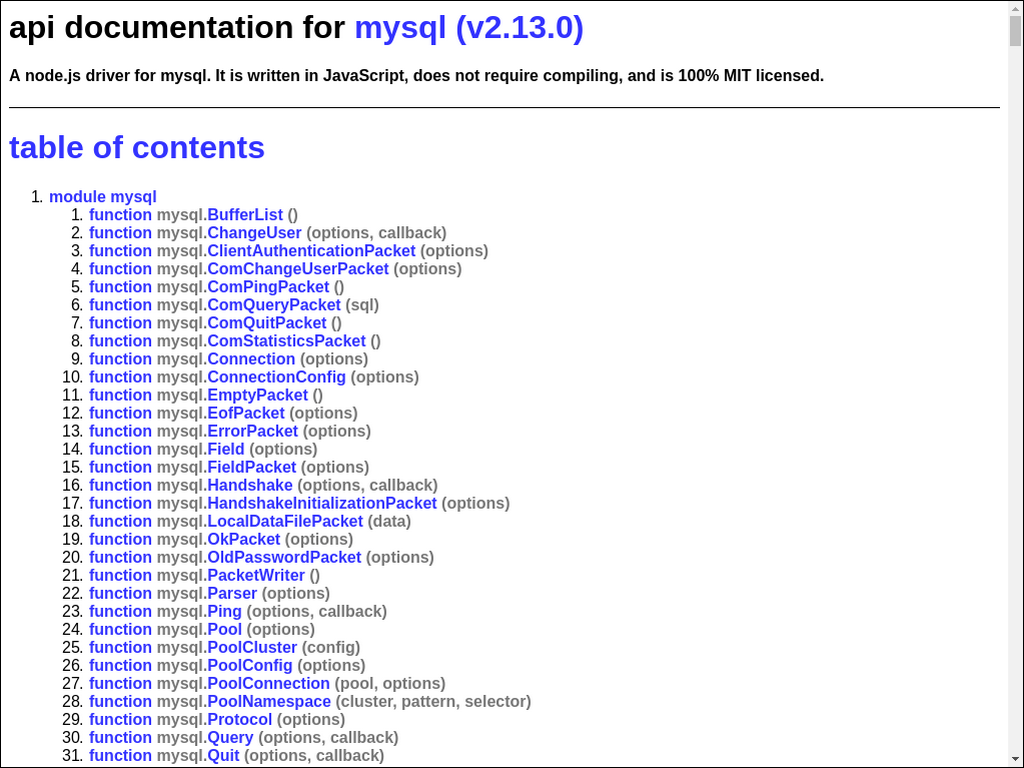 api documentation for mysql (v2.13.0)
A node.js driver for mysql. It is written in JavaScript, does not require compiling, and is 100% MIT licensed.
table of contents
1. module mysql
1. function mysql.BufferList ()
2. function mysql.ChangeUser (options, callback)
3. function mysql.ClientAuthenticationPacket (options)
4. function mysql.ComChangeUserPacket (options)
5. function mysql.ComPingPacket ()
6. function mysql.ComQueryPacket (sql)
7. function mysql.ComQuitPacket ()
8. function mysql.ComStatisticsPacket ()
9. function mysql.Connection (options)
10. function mysql.ConnectionConfig (options)
11. function mysql.EmptyPacket ()
12. function mysql.EofPacket (options)
13. function mysql.ErrorPacket (options)
14. function mysql.Field (options)
15. function mysql.FieldPacket (options)
16. function mysql.Handshake (options, callback)
17. function mysql.HandshakeInitializationPacket (options)
18. function mysql.LocalDataFilePacket (data)
19. function mysql.OkPacket (options)
20. function mysql.OldPasswordPacket (options)
21. function mysql.PacketWriter ()
22. function mysql.Parser (options)
23. function mysql.Ping (options, callback)
24. function mysql.Pool (options)
25. function mysql.PoolCluster (config)
26. function mysql.PoolConfig (options)
27. function mysql.PoolConnection (pool, options)
28. function mysql.PoolNamespace (cluster, pattern, selector)
29. function mysql.Protocol (options)
30. function mysql.Query (options, callback)
31. function mysql.Quit (options, callback)